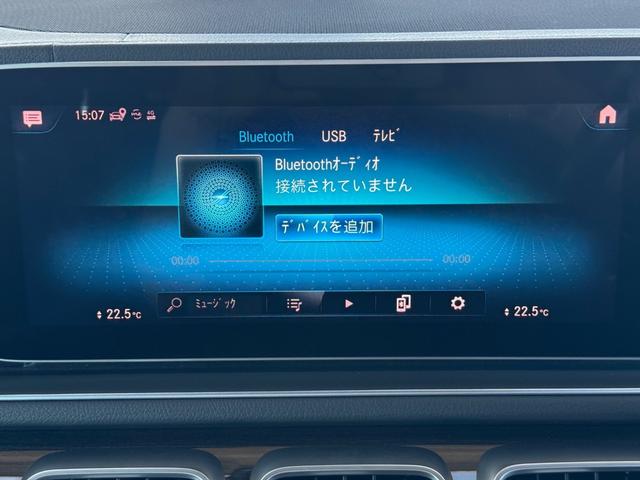 15:07 4G
Bluetooth USB ﾃﾚﾋﾞ
Bluetoothｵｰﾃﾞｨｵ
接続されていません
ﾃﾞﾊﾞｲｽを追加
00:00 00:00
ﾐｭｰｼﾞｯｸ
22.5°C 22.5°C